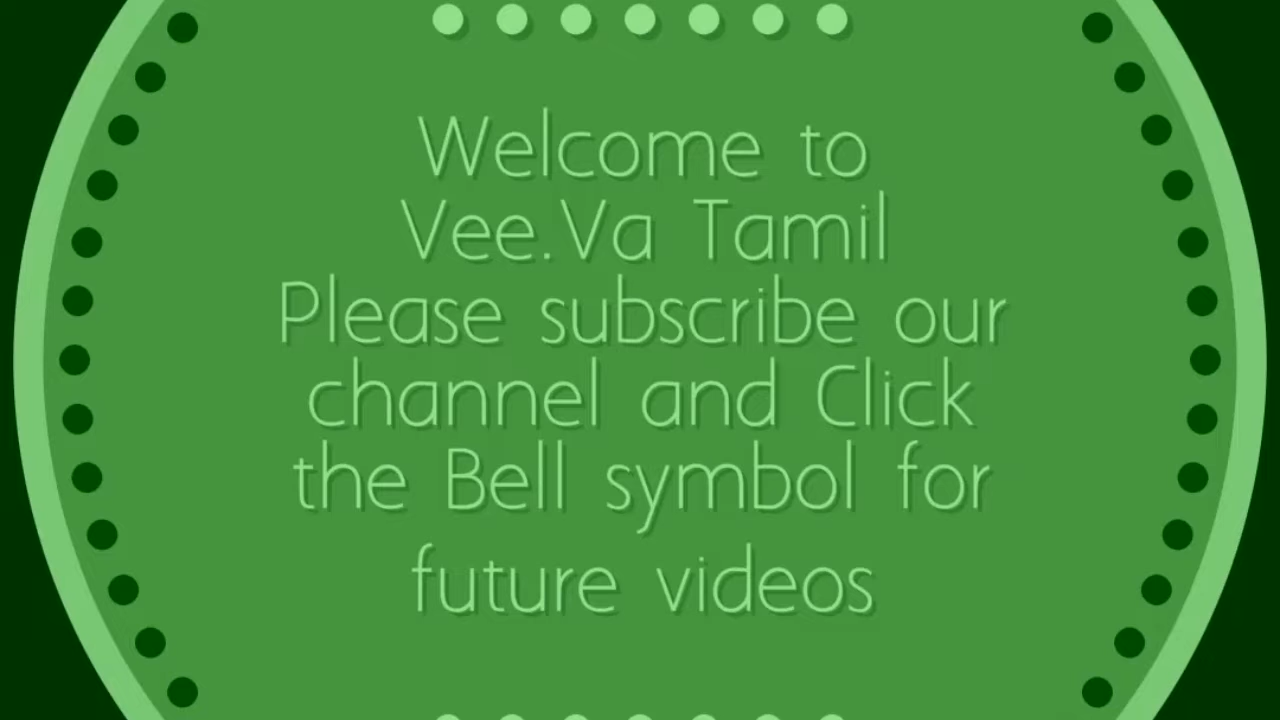 Welcome to
Vee.Va Tamil
Please subscribe our
channel and Click
the Bell symbol for
future videos